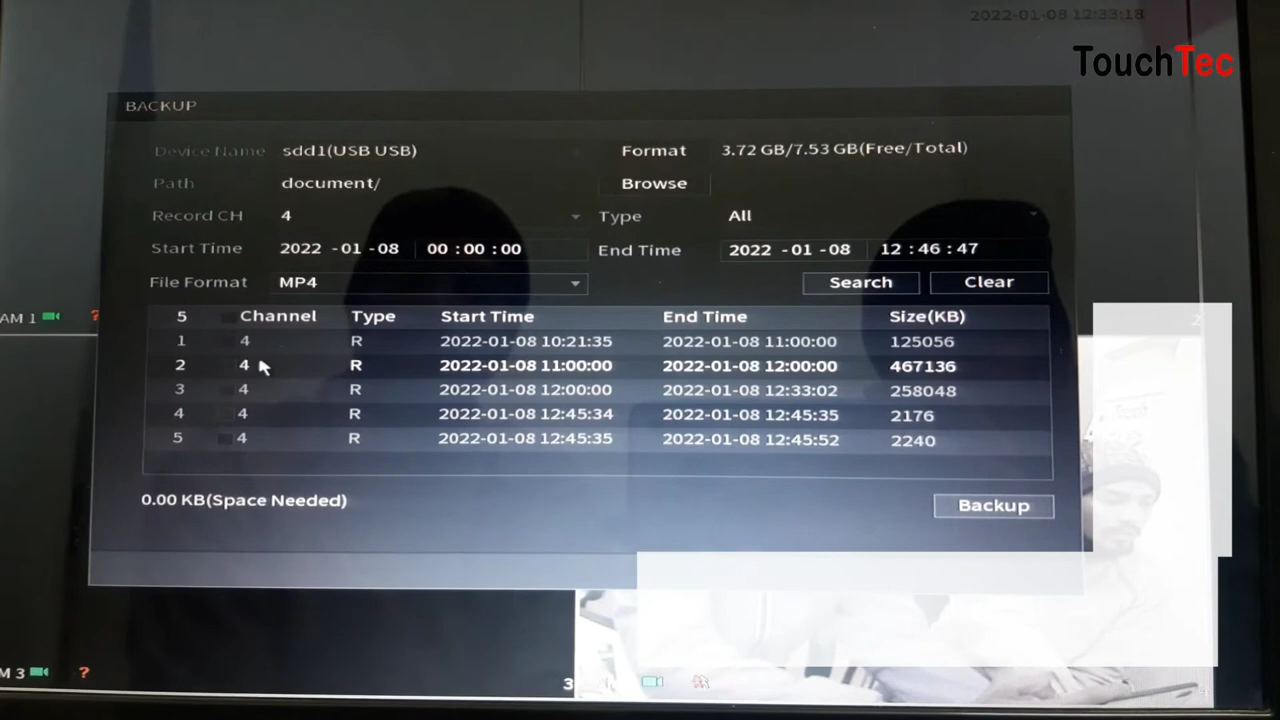 2022-01-08 12:33:18
TouchTec
BACKUP
Device Name sdd1(USB USB) Format 3.72 GB/7.53 GB(Free/Total)
Path document/ Browse
Record CH 4 Type All
Start Time 2022 -01 -08 00 : 00 : 00 End Time 2022 -01 -08 12 : 46 : 47
File Format MP4 Search Clear
5 Channel Type Start Time End Time Size(KB)
1 4 R 2022-01-08 10:21:35 2022-01-08 11:00:00 125056
2 4 R 2022-01-08 11:00:00 2022-01-08 12:00:00 467136
3 4 R 2022-01-08 12:00:00 2022-01-08 12:33:02 258048
4 4 R 2022-01-08 12:45:34 2022-01-08 12:45:35 2176
5 4 R 2022-01-08 12:45:35 2022-01-08 12:45:52 2240
0.00 KB(Space Needed) Backup
AM 1 ?
2
M 3 ?
3
4